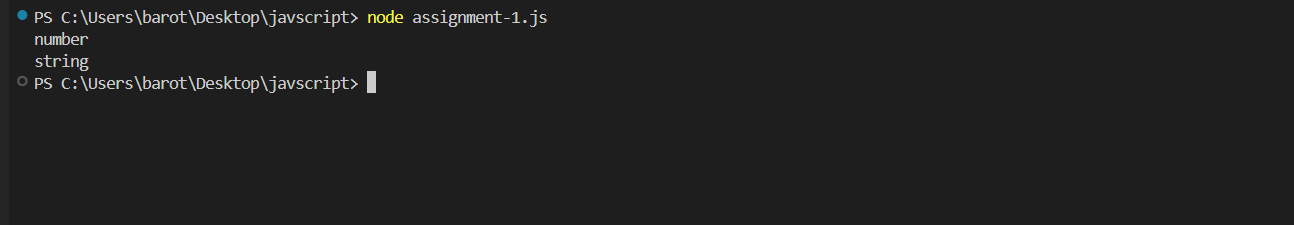 PS C:\Users\barot\Desktop\javscript> node assignment-1.js
number
string
PS C:\Users\barot\Desktop\javscript>